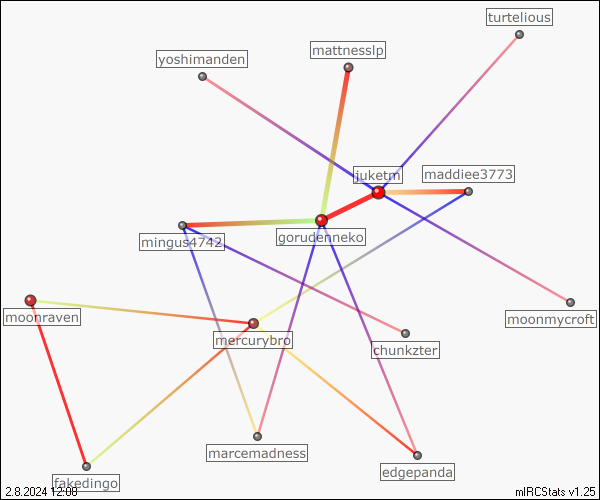 turtelious
mattnesslp
yoshimanden
juketm
maddiee3773
mingus4742
gorudenneko
moonraven
moonmycroft
mercurybro
chunkzter
marcemadness
edgepanda
fakedingo
2.8.2024 12:08
mIRCStats v1.25